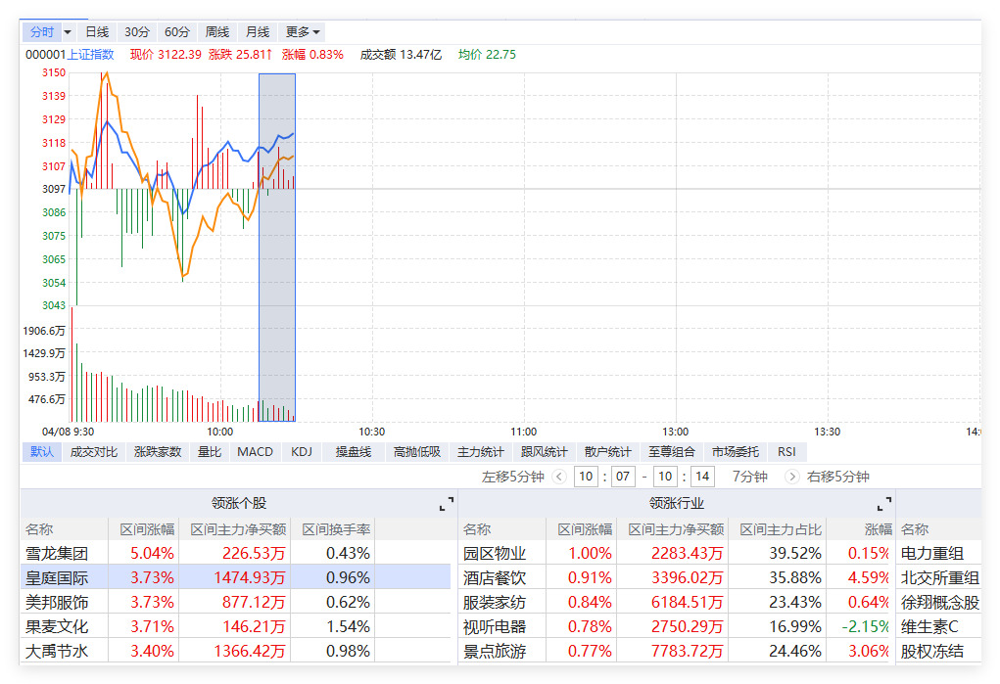 分时 日线 30分 60分 周线 月线 更多
000001上证指数 现价 3122.39 涨跌 25.81↑ 涨幅 0.83% 成交额 13.47亿 均价 22.75
3150
3139
3129
3118
3107
3097
3086
3075
3065
3054
3043
1906.6万
1429.9万
953.3万
476.6万
04/08 9:30 10:00 10:30 11:00 13:00 13:30 14:
默认 成交对比 涨跌家数 量比 MACD KDJ 操盘线 高抛低吸 主力统计 跟风统计 散户统计 至尊组合 市场委托 RSI
左移5分钟 10 : 07 - 10 : 14 7分钟 右移5分钟
领涨个股 领涨行业
名称 区间涨幅 区间主力净买额 区间换手率 名称 区间涨幅 区间主力净买额 区间主力占比 涨幅 名称
雪龙集团 5.04% 226.53万 0.43% 园区物业 1.00% 2283.43万 39.52% 0.15% 电力重组
皇庭国际 3.73% 1474.93万 0.96% 酒店餐饮 0.91% 3396.02万 35.88% 4.59% 北交所重组
美邦服饰 3.73% 877.12万 0.62% 服装家纺 0.84% 6184.51万 23.43% 0.64% 徐翔概念股
果麦文化 3.71% 146.21万 1.54% 视听电器 0.78% 2750.29万 16.99% -2.15% 维生素C
大禹节水 3.40% 1366.42万 0.98% 景点旅游 0.77% 7783.72万 24.46% 3.06% 股权冻结